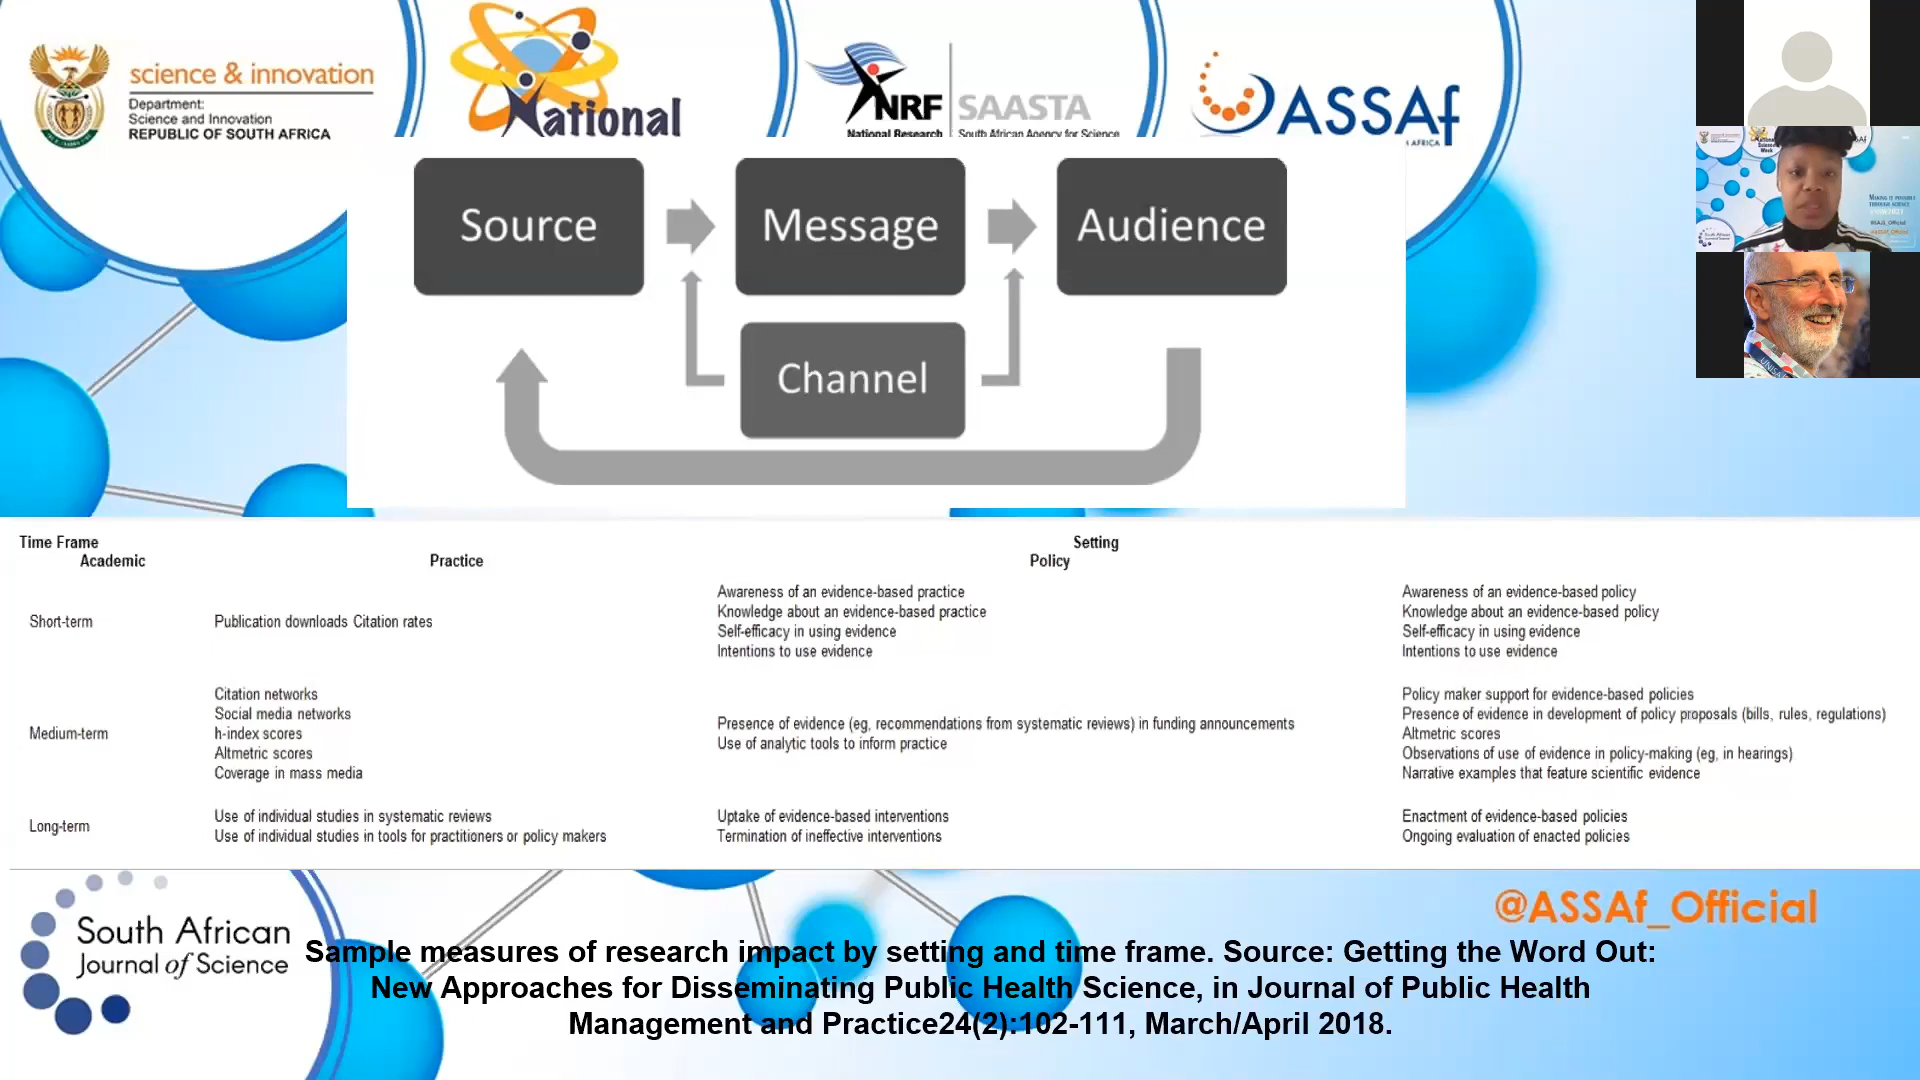 science & innovation
Department:
Science and Innovation
REPUBLIC OF SOUTH AFRICA
National
NRF
SAASTA
National Research
South African Agency for Science
ASSAf
AFRICA
Source
Message
Audience
Channel
Time Frame
Setting
Academic
Practice
Policy
Short-term
Publication downloads Citation rates
Awareness of an evidence-based practice
Knowledge about an evidence-based practice
Self-efficacy in using evidence
Intentions to use evidence
Awareness of an evidence-based policy
Knowledge about an evidence-based policy
Self-efficacy in using evidence
Intentions to use evidence
Medium-term
Citation networks
Social media networks
h-index scores
Altmetric scores
Coverage in mass media
Presence of evidence (eg, recommendations from systematic reviews) in funding announcements
Use of analytic tools to inform practice
Policy maker support for evidence-based policies
Presence of evidence in development of policy proposals (bills, rules, regulations)
Altmetric scores
Observations of use of evidence in policy-making (eg, in hearings)
Narrative examples that feature scientific evidence
Long-term
Use of individual studies in systematic reviews
Use of individual studies in tools for practitioners or policy makers
Uptake of evidence-based interventions
Termination of ineffective interventions
Enactment of evidence-based policies
Ongoing evaluation of enacted policies
South African
Journal of Science
@ASSAf_Official
Sample measures of research impact by setting and time frame. Source: Getting the Word Out:
New Approaches for Disseminating Public Health Science, in Journal of Public Health
Management and Practice24(2):102-111, March/April 2018.